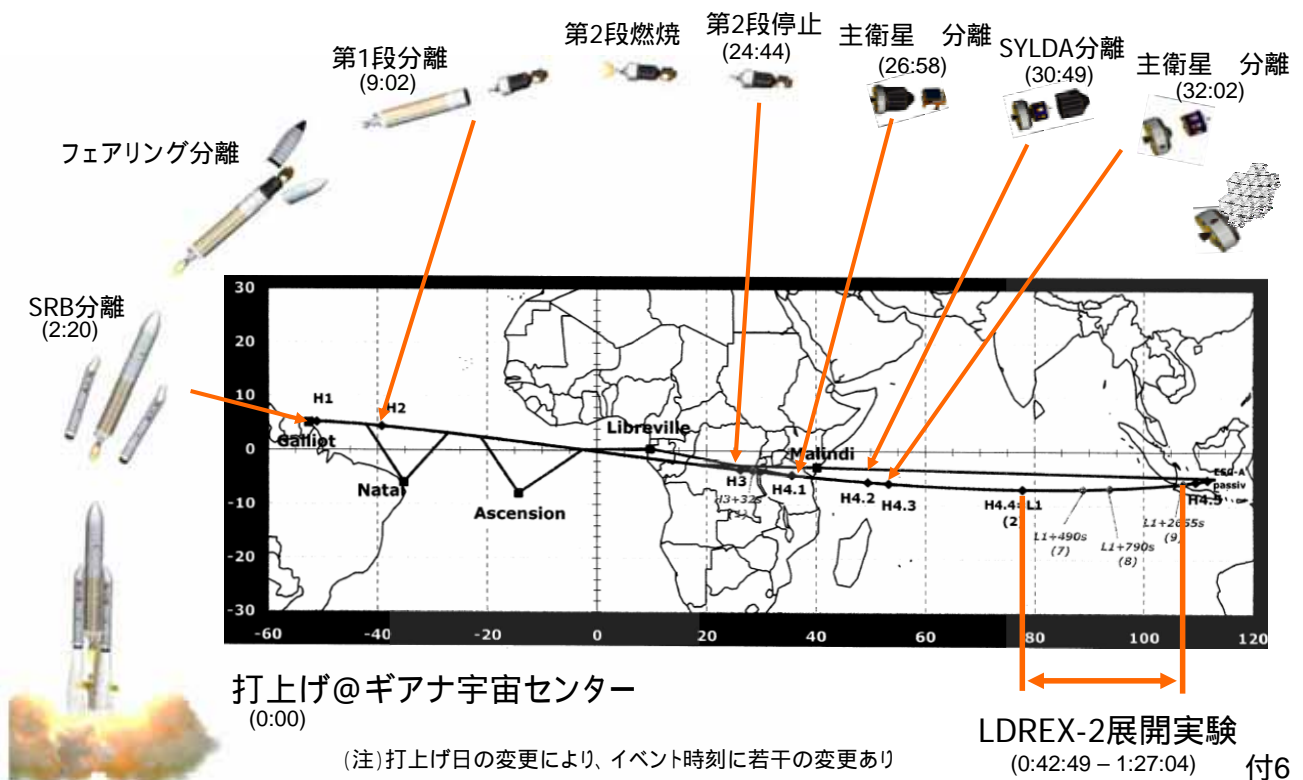 第1段分離
(9:02)
第2段燃焼
第2段停止
(24:44)
主衛星 分離
(26:58)
SYLDA分離
(30:49)
主衛星 分離
(32:02)
フェアリング分離
SRB分離
(2:20)
30
20
10
0
-10
-20
-30
H1
H2
Galliot
Natal
Ascension
Libreville
Malindi
H3
H3+32s
H4.1
H4.2
H4.3
H4.4=L1
(2)
L1+490s
(7)
L1+790s
(8)
L1+2655s
(9)
H4.5
ESC-A
passiv
-60
-40
-20
0
20
40
60
80
100
120
打上げ@ギアナ宇宙センター
(0:00)
(注)打上げ日の変更により、イベント時刻に若干の変更あり
LDREX-2展開実験
(0:42:49 – 1:27:04)
付6